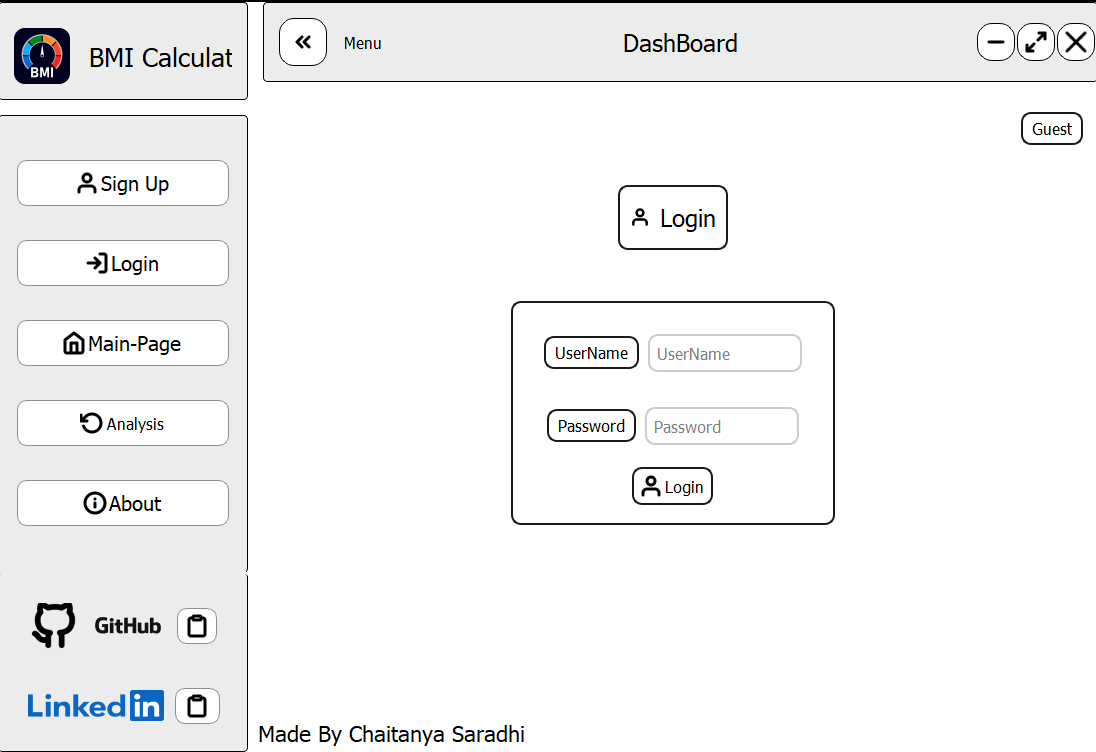 BMI
BMI Calculat
Menu
DashBoard
Guest
Sign Up
Login
Main-Page
Analysis
About
GitHub
Linkedin
Login
UserName
UserName
Password
Password
Login
Made By Chaitanya Saradhi